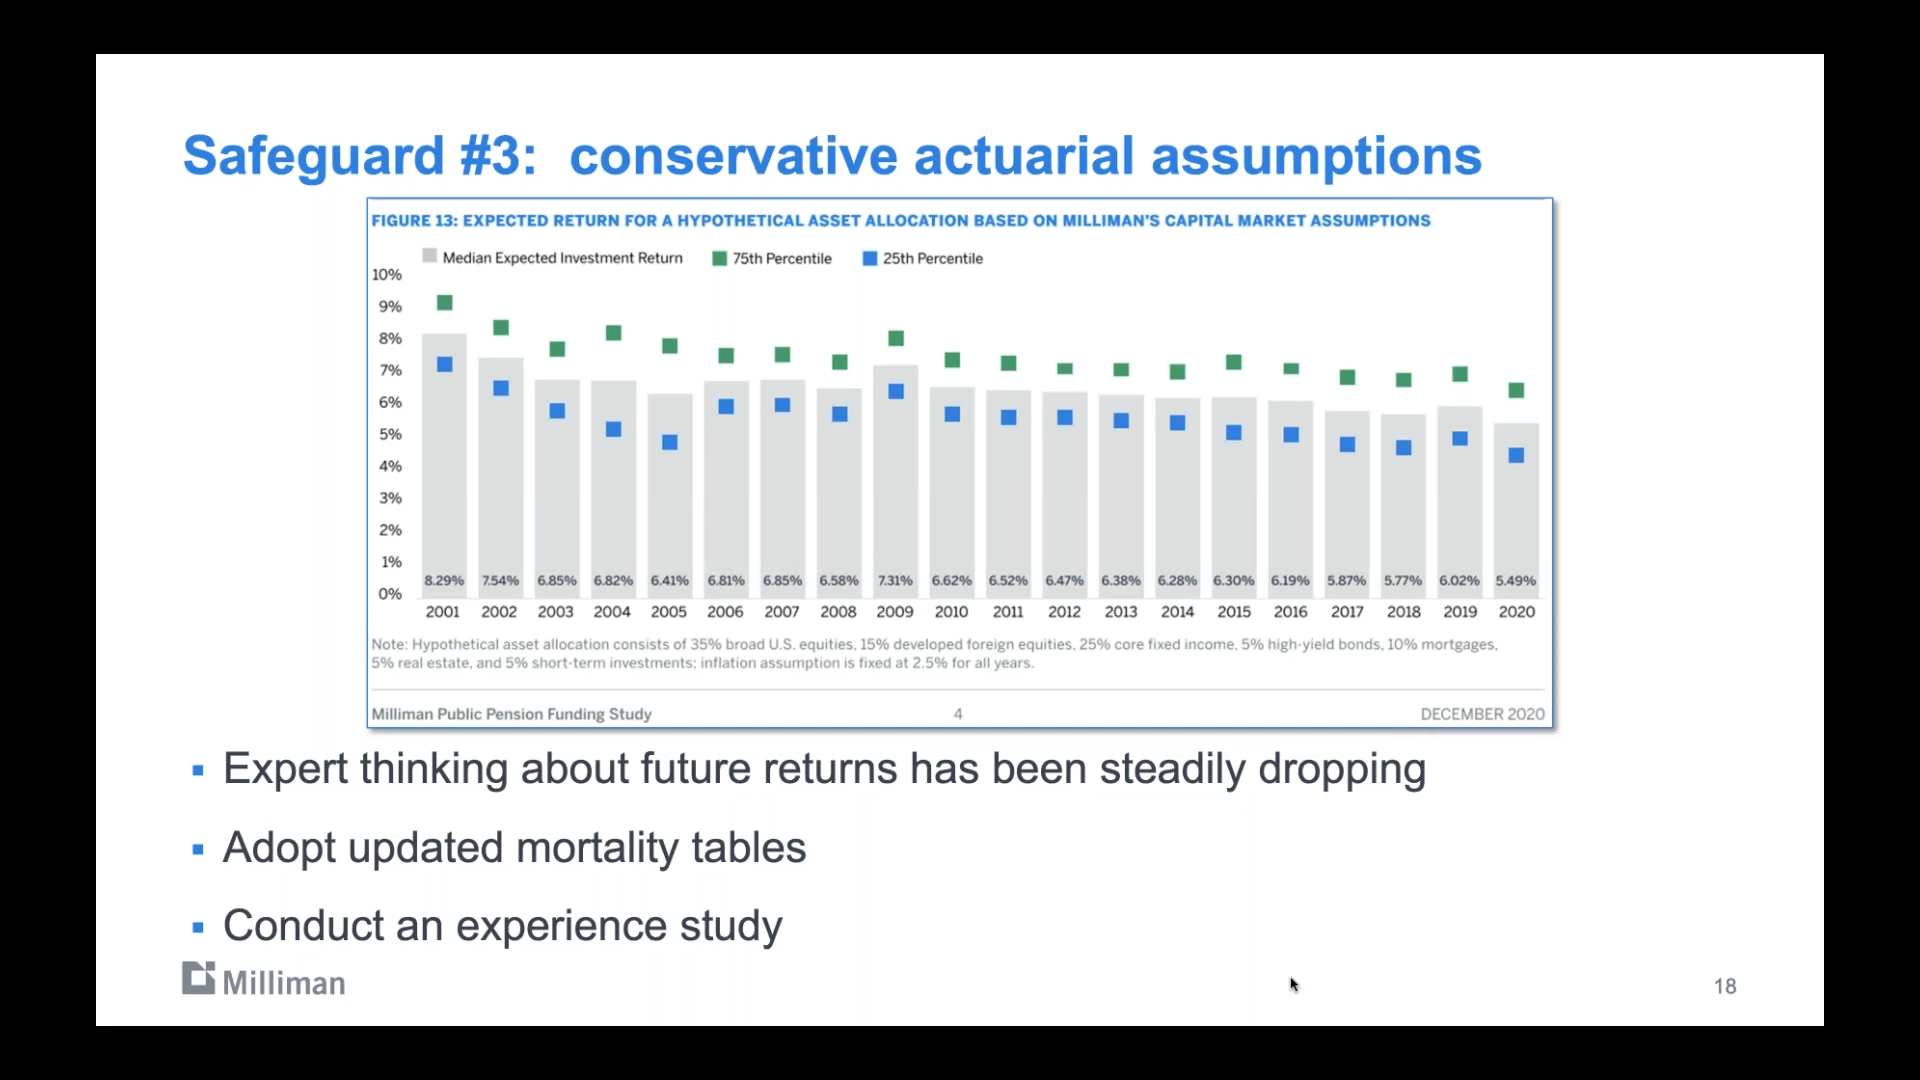 Safeguard #3: conservative actuarial assumptions
FIGURE 13: EXPECTED RETURN FOR A HYPOTHETICAL ASSET ALLOCATION BASED ON MILLIMAN'S CAPITAL MARKET ASSUMPTIONS
Median Expected Investment Return 75th Percentile 25th Percentile
10%
9%
8%
7%
6%
5%
4%
3%
2%
1%
0%
8.29% 7.54% 6.85% 6.82% 6.41% 6.81% 6.85% 6.58% 7.31% 6.62% 6.52% 6.47% 6.38% 6.28% 6.30% 6.19% 5.87% 5.77% 6.02% 5.49%
2001 2002 2003 2004 2005 2006 2007 2008 2009 2010 2011 2012 2013 2014 2015 2016 2017 2018 2019 2020
Note: Hypothetical asset allocation consists of 35% broad U.S. equities, 15% developed foreign equities, 25% core fixed income, 5% high-yield bonds, 10% mortgages,
5% real estate, and 5% short-term investments; inflation assumption is fixed at 2.5% for all years.
Milliman Public Pension Funding Study 4 DECEMBER 2020
▪ Expert thinking about future returns has been steadily dropping
▪ Adopt updated mortality tables
▪ Conduct an experience study
Milliman
18